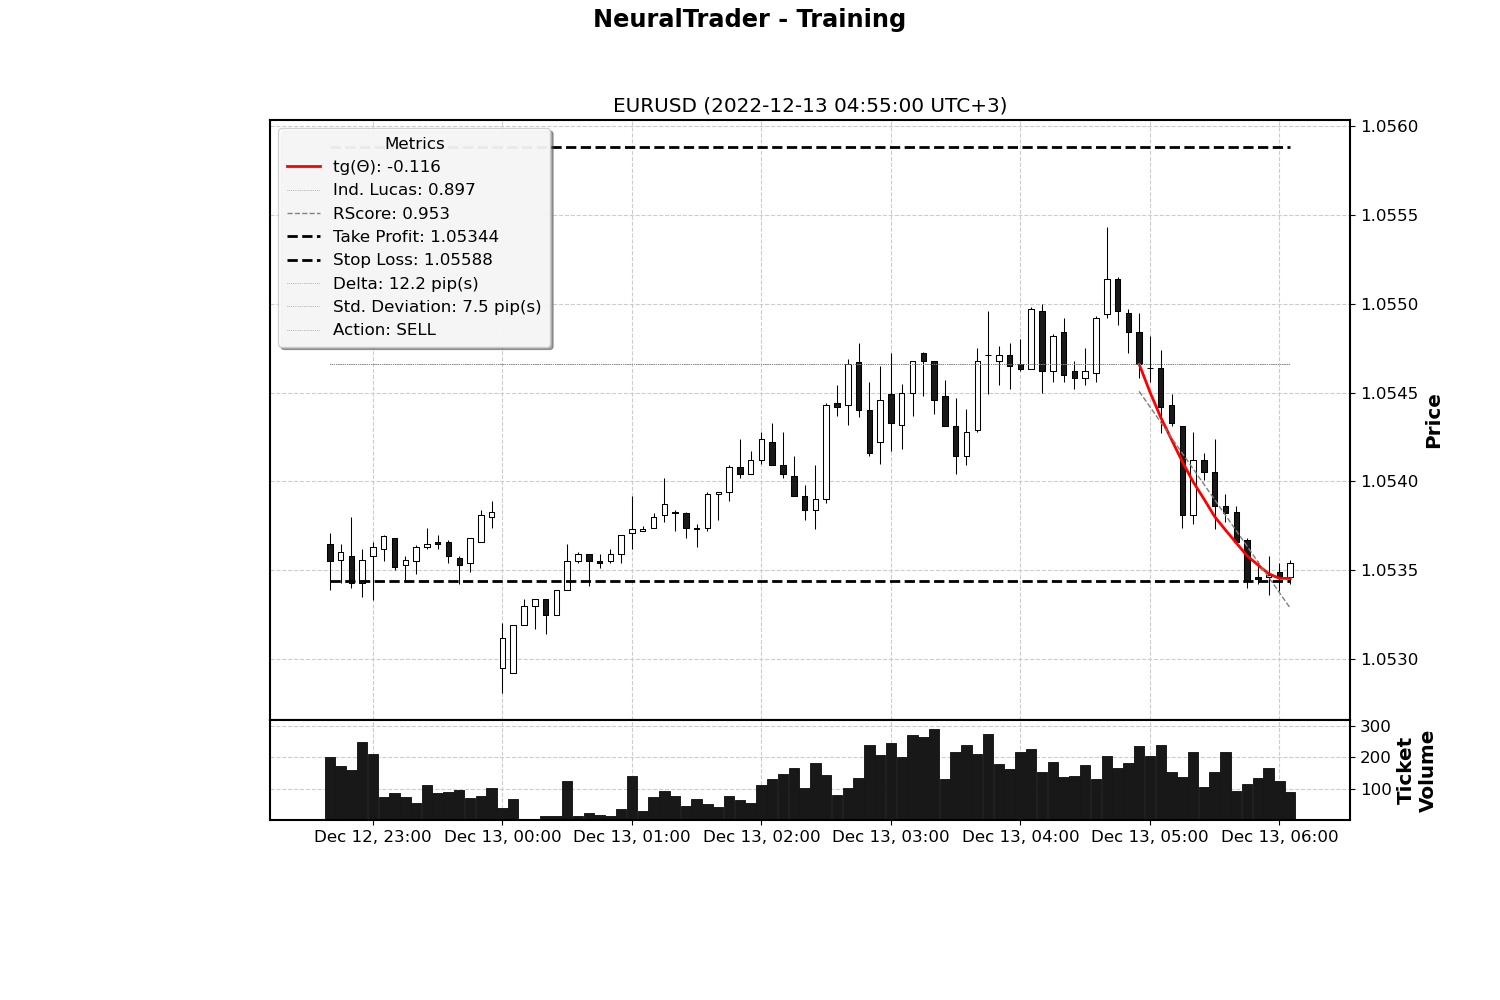 NeuralTrader - Training
EURUSD (2022-12-13 04:55:00 UTC+3)
Metrics
tg(Θ): -0.116
Ind. Lucas: 0.897
RScore: 0.953
Take Profit: 1.05344
Stop Loss: 1.05588
Delta: 12.2 pip(s)
Std. Deviation: 7.5 pip(s)
Action: SELL
1.0560
1.0555
1.0550
1.0545
1.0540
1.0535
1.0530
Price
300
200
100
Ticket
Volume
Dec 12, 23:00 Dec 13, 00:00 Dec 13, 01:00 Dec 13, 02:00 Dec 13, 03:00 Dec 13, 04:00 Dec 13, 05:00 Dec 13, 06:00